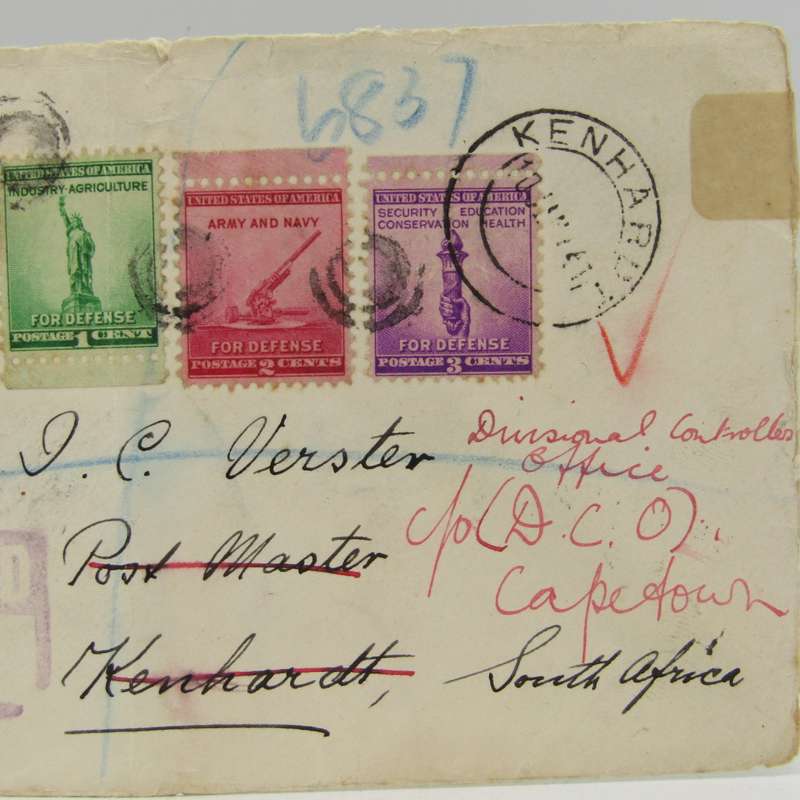 6837
KENHARDT
UNITED STATES OF AMERICA
INDUSTRY·AGRICULTURE
FOR DEFENSE
POSTAGE 1 CENT
UNITED STATES OF AMERICA
ARMY AND NAVY
FOR DEFENSE
POSTAGE 2 CENTS
UNITED STATES OF AMERICA
SECURITY EDUCATION
CONSERVATION HEALTH
FOR DEFENSE
POSTAGE 3 CENTS
I. C. Verster
Post Master
Kenhardt, South Africa
Divisional Controllers
Office
c/o (D.C.O).
Capetown